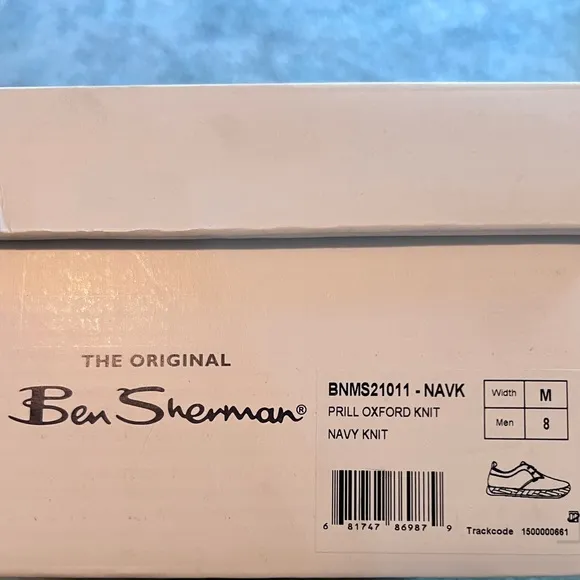 THE ORIGINAL
Ben Sherman®
BNMS21011 - NAVK
PRILL OXFORD KNIT
NAVY KNIT
Width M
Men 8
6 81747 86987 9
Trackcode 1500000661